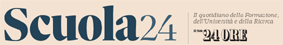 Scuola24
Il quotidiano della Formazione,
dell'Università e della Ricerca
24 ORE